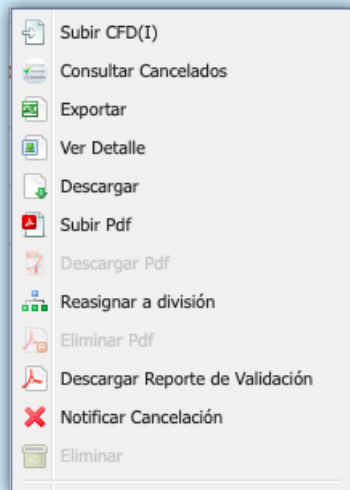 Subir CFD(I)
Consultar Cancelados
Exportar
Ver Detalle
Descargar
Subir Pdf
Descargar Pdf
Reasignar a división
Eliminar Pdf
Descargar Reporte de Validación
Notificar Cancelación
Eliminar